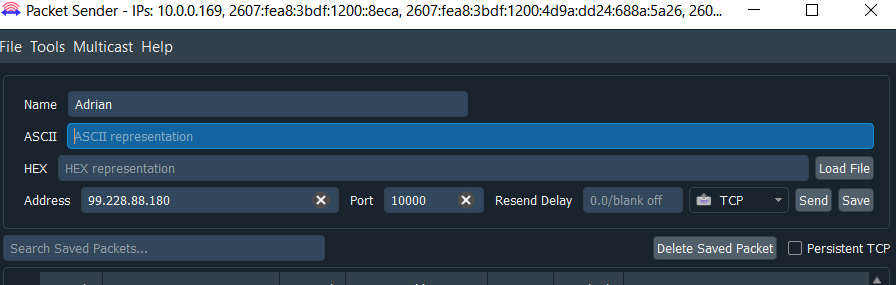 Packet Sender - IPs: 10.0.0.169, 2607:fea8:3bdf:1200::8eca, 2607:fea8:3bdf:1200:4d9a:dd24:688a:5a26, 260...
File Tools Multicast Help
Name Adrian
ASCII ASCII representation
HEX HEX representation Load File
Address 99.228.88.180 Port 10000 Resend Delay 0.0/blank off TCP Send Save
Search Saved Packets... Delete Saved Packet Persistent TCP